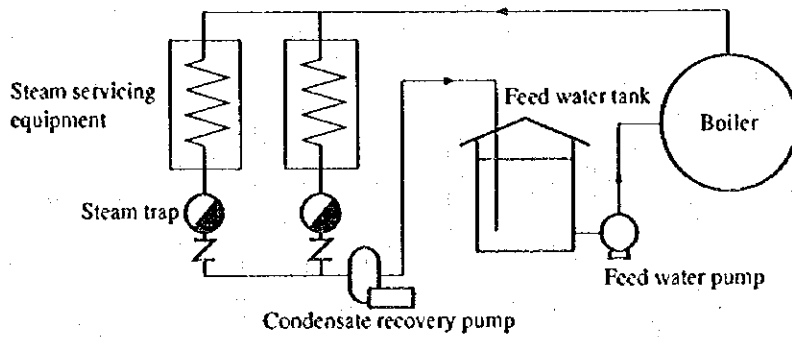 Steam servicing
equipment
Feed water tank
Boiler
Steam trap
Feed water pump
Condensate recovery pump